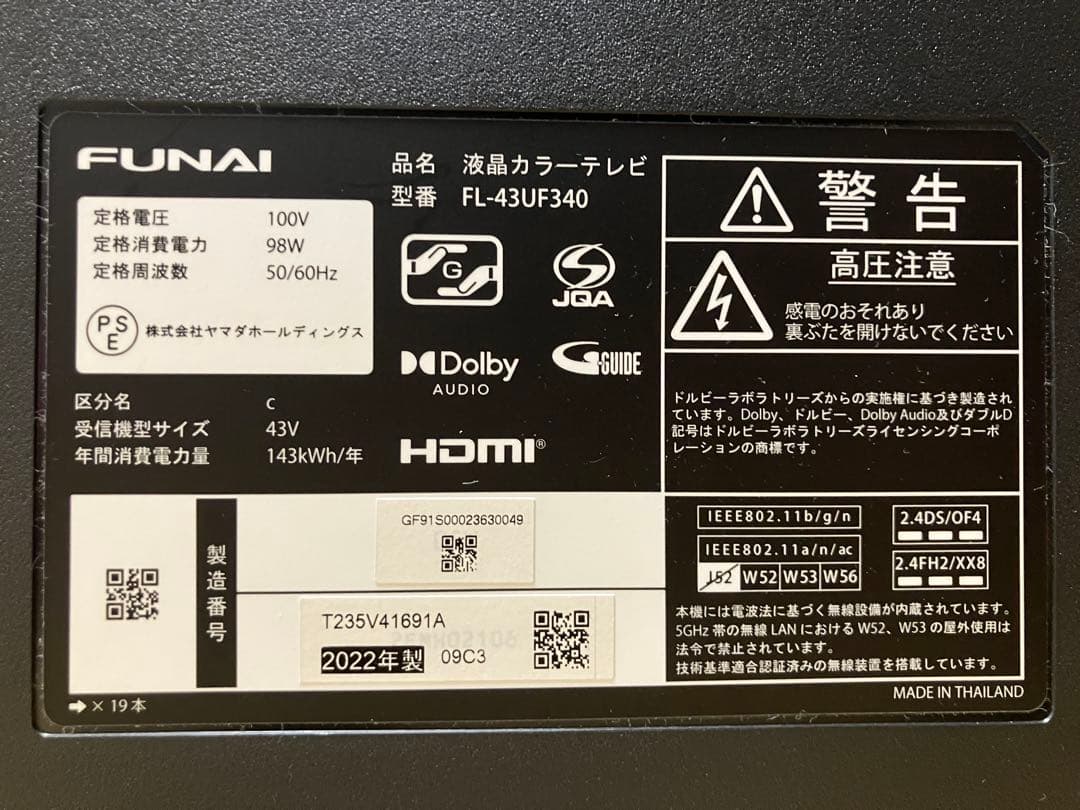 FUNAI
品名 液晶カラーテレビ
型番 FL-43UF340
定格電圧 100V
定格消費電力 98W
定格周波数 50/60Hz
PSE 株式会社ヤマダホールディングス
G
JQA
Dolby
AUDIO
G-GUIDE
HDMI®
区分名 c
受信機型サイズ 43V
年間消費電力量 143kWh/年
警告
高圧注意
感電のおそれあり
裏ぶたを開けないでください
ドルビーラボラトリーズからの実施権に基づき製造され
ています。Dolby、ドルビー、Dolby Audio及びダブルD
記号はドルビーラボラトリーズライセンシングコーポ
レーションの商標です。
製造番号
GF91S00023630049
T235V41691A
2022年製 09C3
IEEE802.11b/g/n
IEEE802.11a/n/ac
J52 W52 W53 W56
2.4DS/OF4
2.4FH2/XX8
本機には電波法に基づく無線設備が内蔵されています。
5GHz 帯の無線 LAN における W52、W53 の屋外使用は
法令で禁止されています。
技術基準適合認証済みの無線装置を搭載しています。
➡ × 19本
MADE IN THAILAND